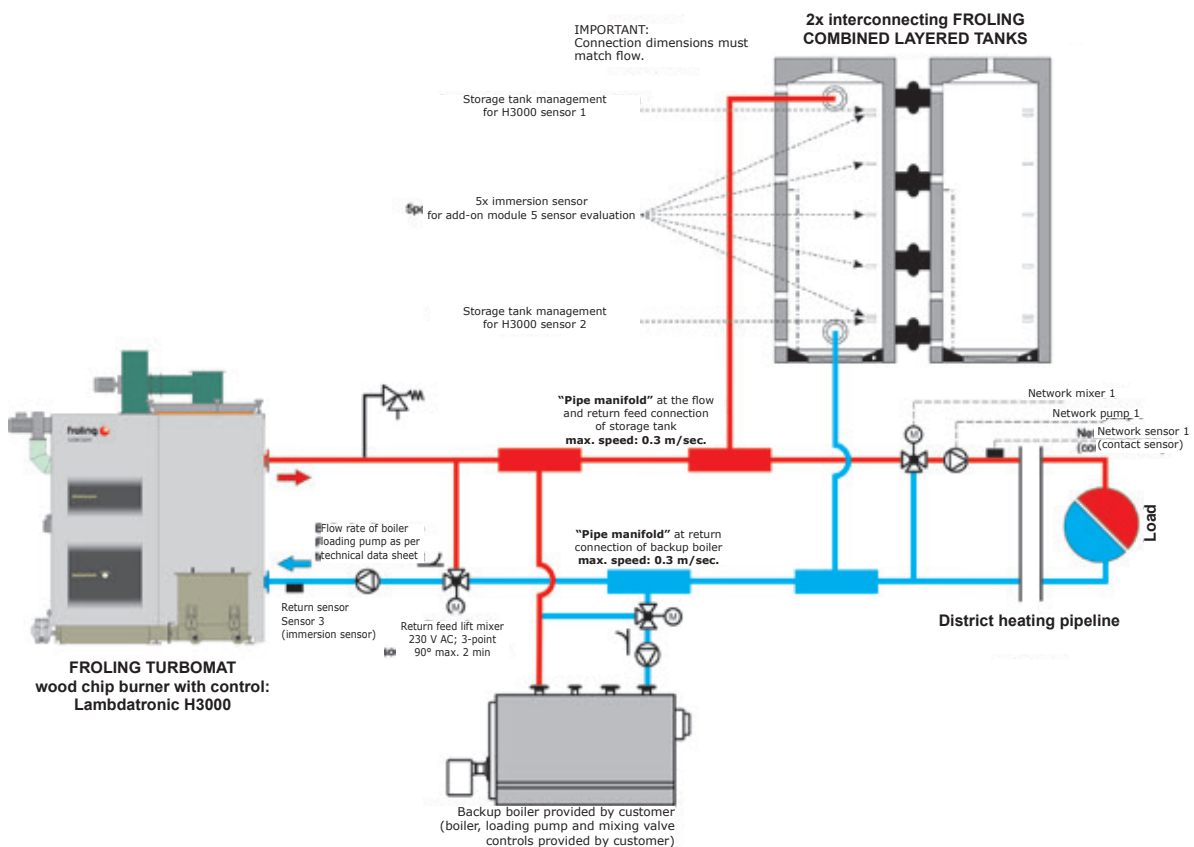 2x interconnecting FROLING
COMBINED LAYERED TANKS
IMPORTANT:
Connection dimensions must
match flow.
Storage tank management
for H3000 sensor 1
5x immersion sensor
for add-on module 5 sensor evaluation
Storage tank management
for H3000 sensor 2
Network mixer 1
Network pump 1
Network sensor 1
(contact sensor)
"Pipe manifold" at the flow
and return feed connection
of storage tank
max. speed: 0.3 m/sec.
froling
M
Load
Flow rate of boiler
loading pump as per
technical data sheet
"Pipe manifold" at return
connection of backup boiler
max. speed: 0.3 m/sec.
M
M
Return sensor
Sensor 3
(immersion sensor)
Return feed lift mixer
230 V AC; 3-point
90° max. 2 min
District heating pipeline
FROLING TURBOMAT
wood chip burner with control:
Lambdatronic H3000
Backup boiler provided by customer
(boiler, loading pump and mixing valve
controls provided by customer)